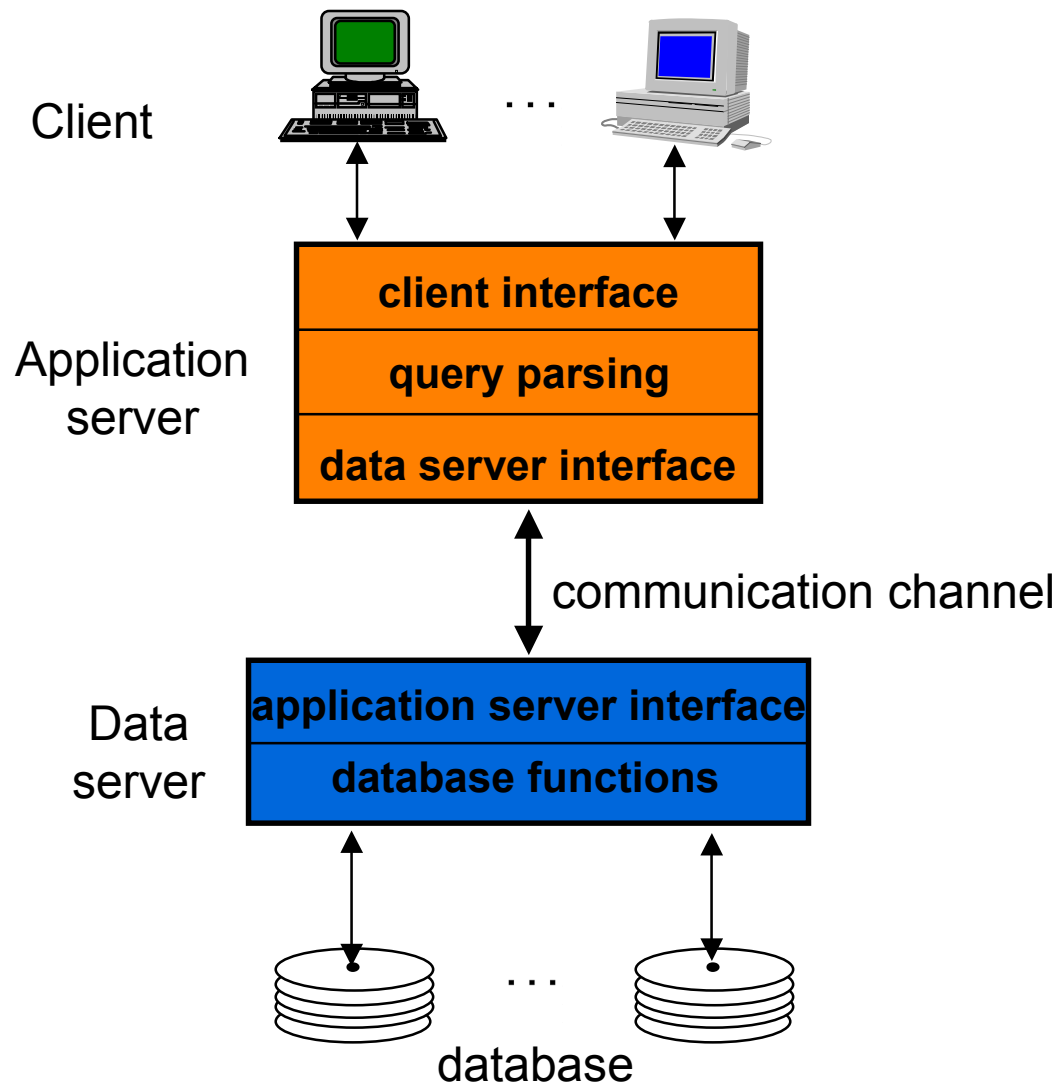 Client
. . .
client interface
Application
server
query parsing
data server interface
communication channel
Data
server
application server interface
database functions
. . .
database